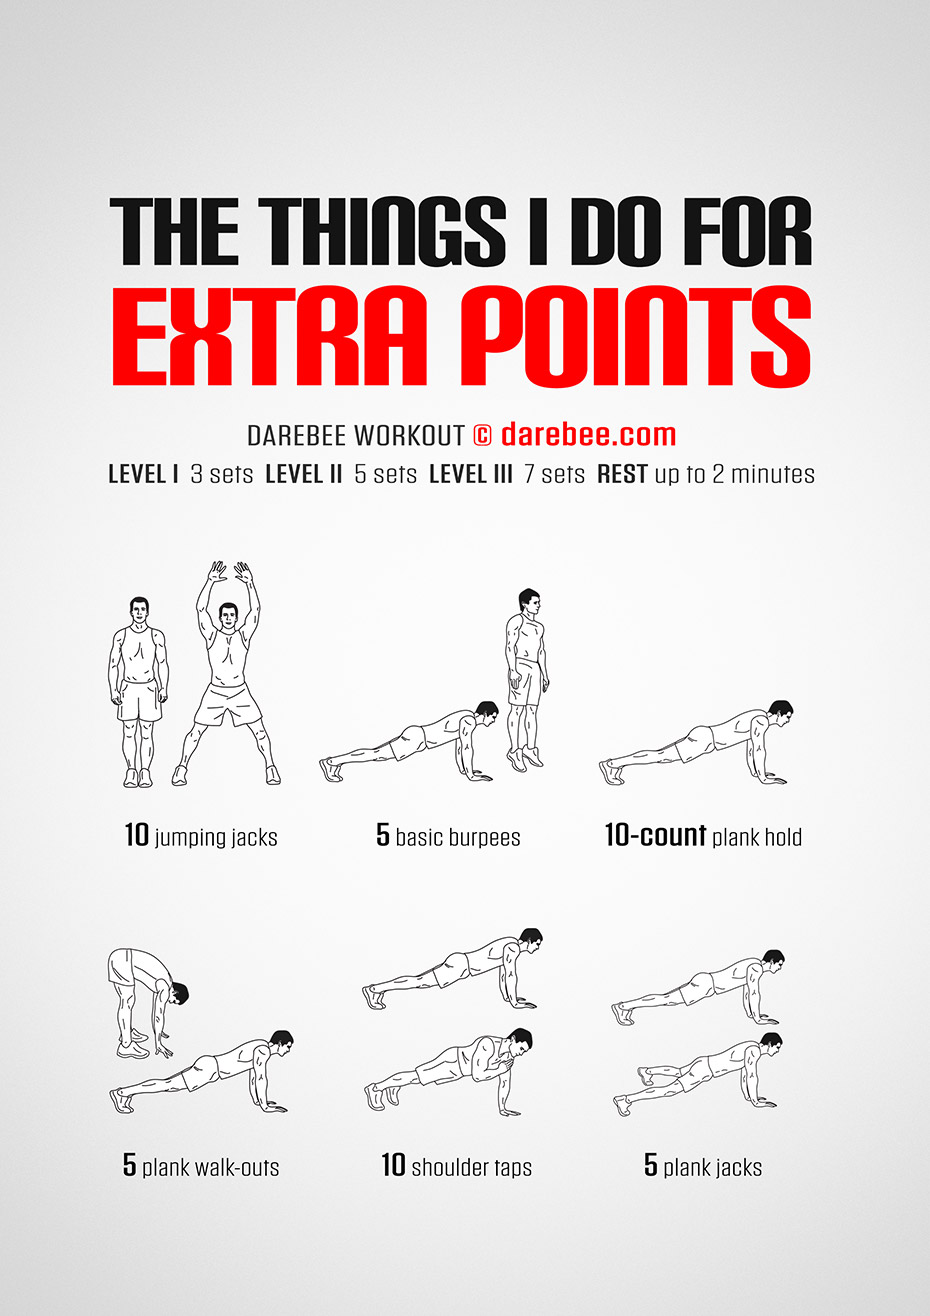 THE THINGS I DO FOR
EXTRA POINTS
DAREBEE WORKOUT © darebee.com
LEVEL I 3 sets LEVEL II 5 sets LEVEL III 7 sets REST up to 2 minutes
10 jumping jacks
5 basic burpees
10-count plank hold
5 plank walk-outs
10 shoulder taps
5 plank jacks